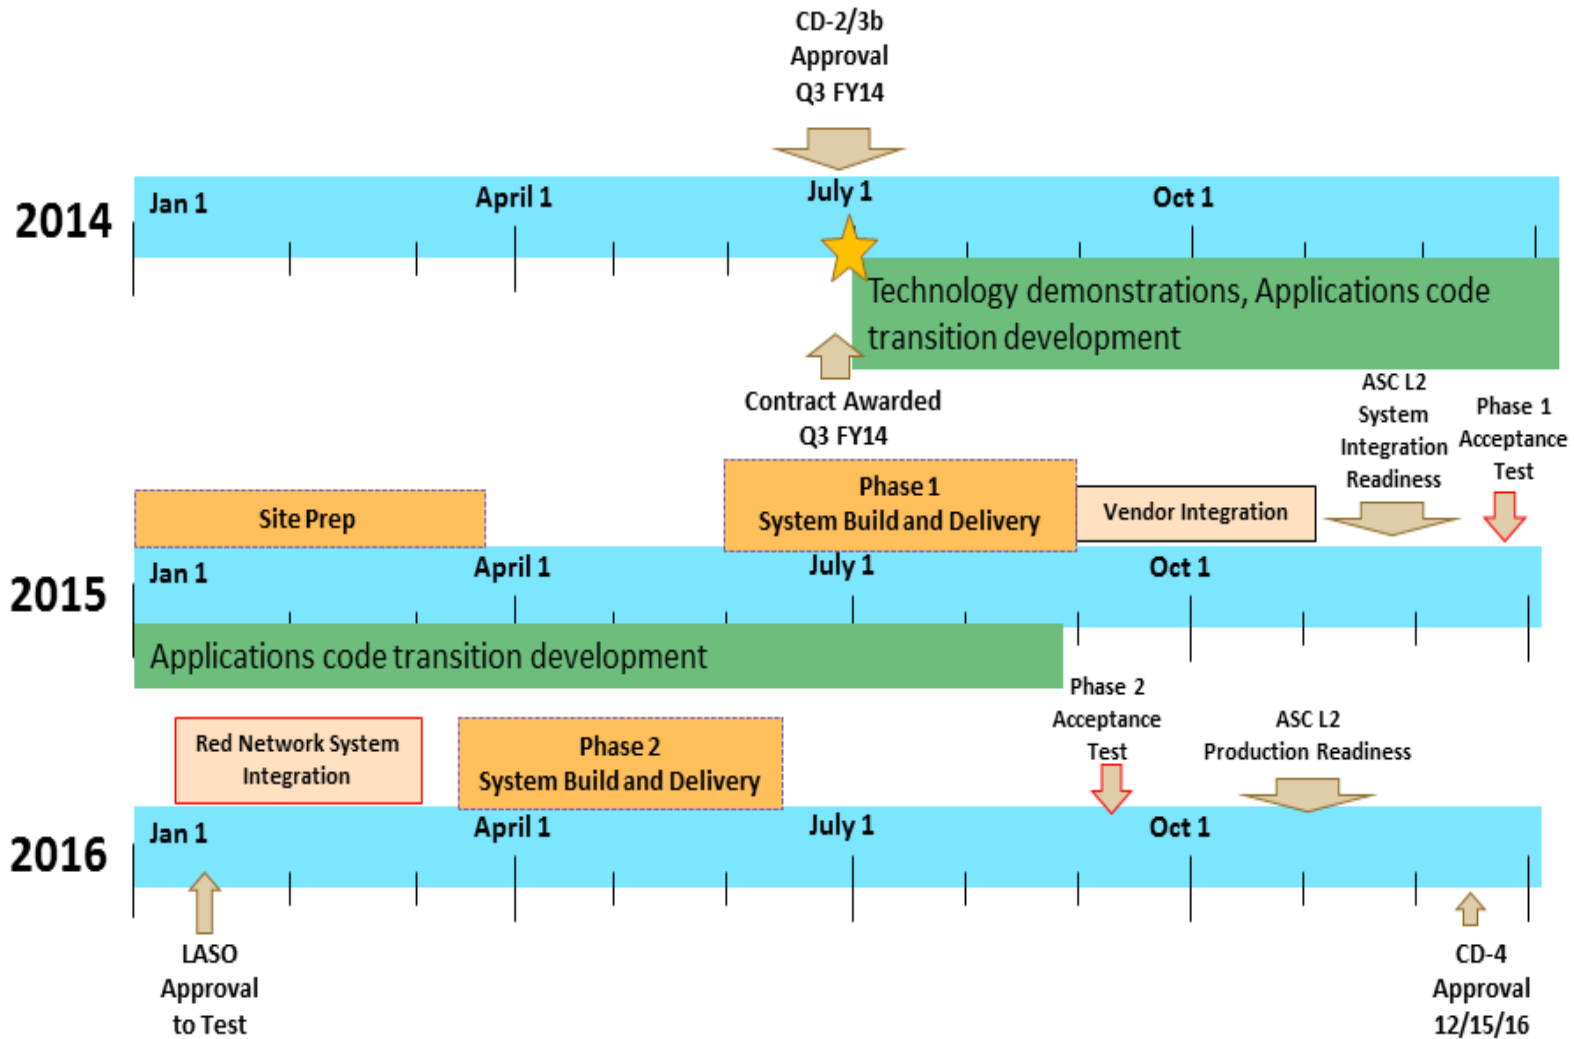 CD-2/3b
Approval
Q3 FY14
2014
Jan 1
April 1
July 1
Oct 1
Technology demonstrations, Applications code
transition development
Contract Awarded
Q3 FY14
ASC L2
System
Integration
Readiness
Phase 1
Acceptance
Test
Site Prep
Phase 1
System Build and Delivery
Vendor Integration
2015
Jan 1
April 1
July 1
Oct 1
Applications code transition development
Red Network System
Integration
Phase 2
System Build and Delivery
Phase 2
Acceptance
Test
ASC L2
Production Readiness
2016
Jan 1
April 1
July 1
Oct 1
LASO
Approval
to Test
CD-4
Approval
12/15/16